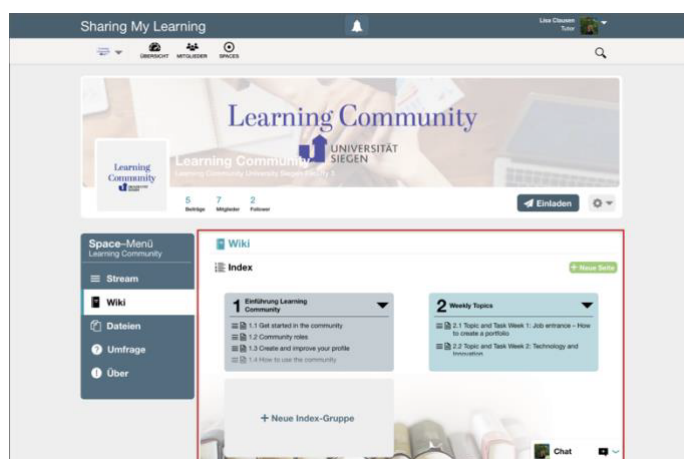 Sharing My Learning
Lisa Clausen
Tutor
ÜBERSICHT MITGLIEDER SPACES
Learning Community
UNIVERSITÄT
SIEGEN
Learning
Community
Learning Community
Learning Community University Siegen Faculty
5 7 2
Beiträge Mitglieder Follower
Einladen
Space-Menü
Learning Community
Stream
Wiki
Dateien
Umfrage
Über
Wiki
Index
+ Neue Seite
1 Einführung Learning
Community
1.1 Get started in the community
1.2 Community roles
1.3 Create and improve your profile
1.4 How to use the community
2 Weekly Topics
2.1 Topic and Task Week 1: Job entrance – How
to create a portfolio
2.2 Topic and Task Week 2: Technology and
Innovation
+ Neue Index-Gruppe
Chat